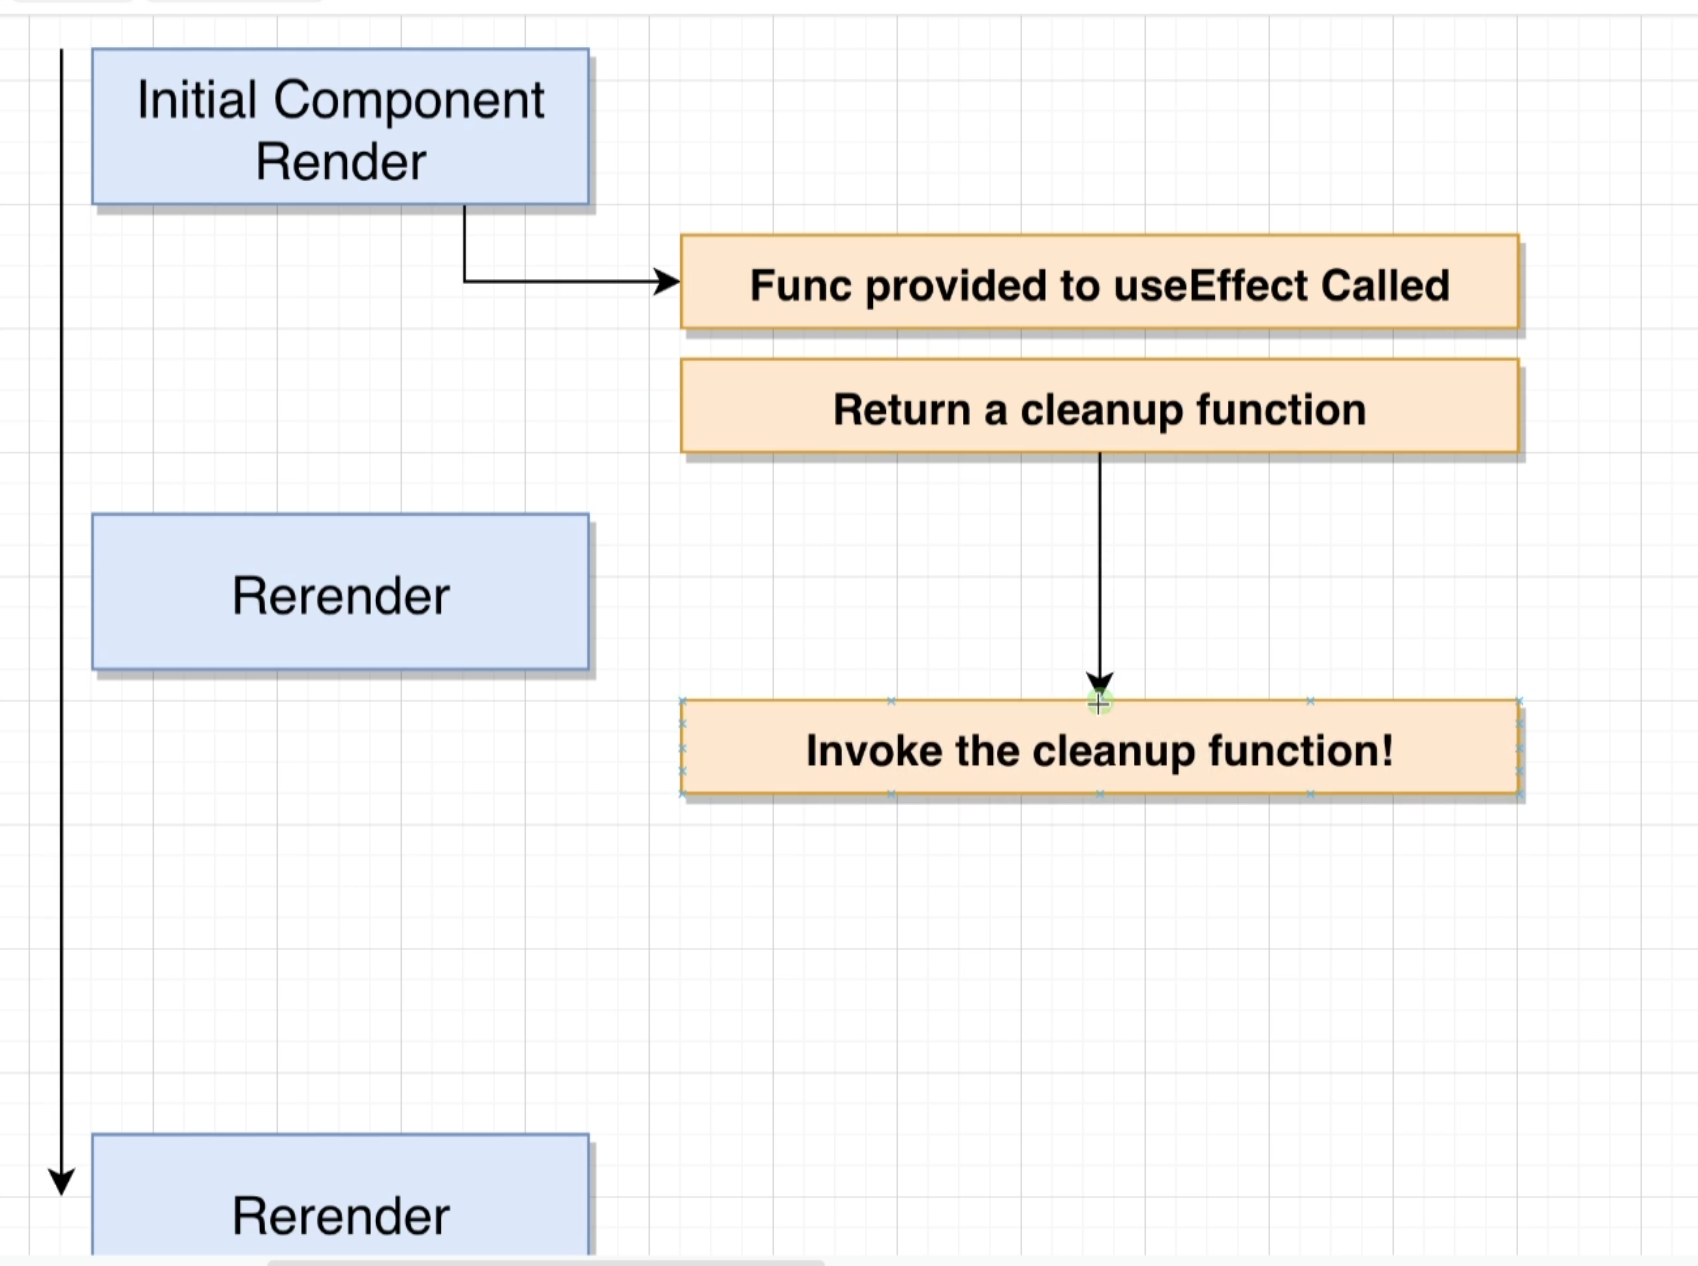 Initial Component
Render
Func provided to useEffect Called
Return a cleanup function
Rerender
Invoke the cleanup function!
Rerender